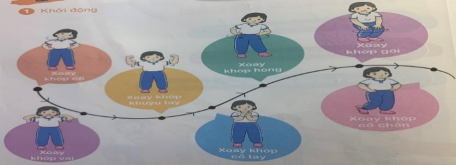 1 Khởi động
Xoay
khớp cổ
Xoay khớp
khuỷu tay
Xoay
khớp hông
Xoay
khớp gối
Xoay
khớp vai
Xoay khớp
cổ tay
Xoay khớp
cổ chân